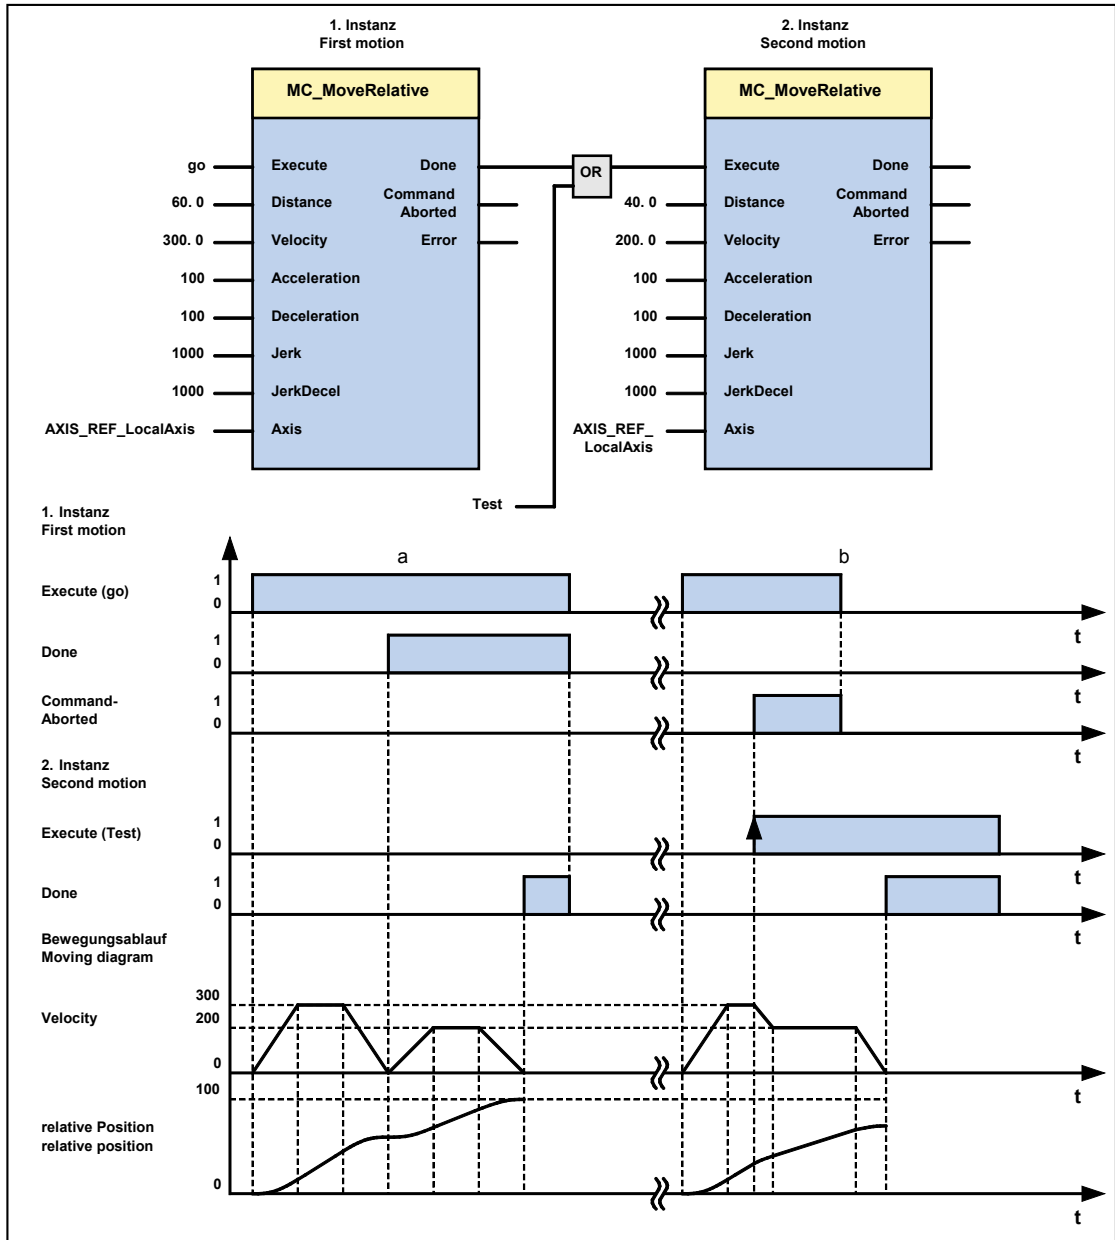 1. Instanz
First motion
2. Instanz
Second motion
MC_MoveRelative
MC_MoveRelative
go
Execute
Done
OR
Execute
Done
60. 0
Distance
Command
Aborted
40. 0
Distance
Command
Aborted
300. 0
Velocity
Error
200. 0
Velocity
Error
100
Acceleration
100
Acceleration
100
Deceleration
100
Deceleration
1000
Jerk
1000
Jerk
1000
JerkDecel
1000
JerkDecel
AXIS_REF_LocalAxis
Axis
AXIS_REF_
LocalAxis
Axis
Test
1. Instanz
First motion
a
b
Execute (go)
1
0
t
Done
1
0
t
Command-
Aborted
1
0
t
2. Instanz
Second motion
Execute (Test)
1
0
t
Done
1
0
t
Bewegungsablauf
Moving diagram
Velocity
300
200
0
t
relative Position
relative position
100
0
t